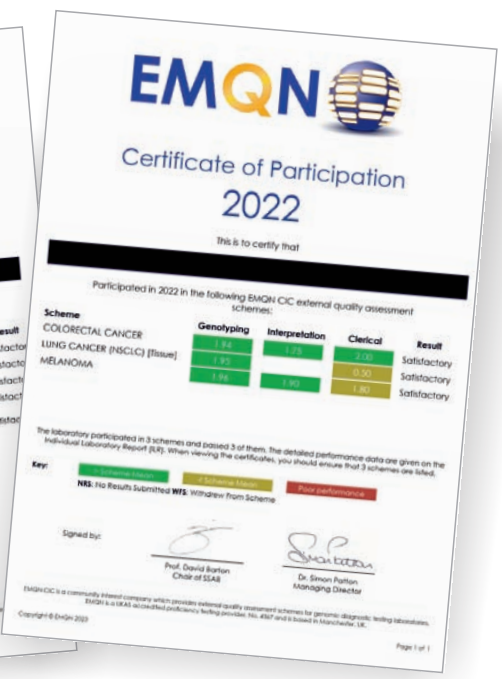 EMQN
Certificate of Participation
2022
This is to certify that
Participated in 2022 in the following EMQN CIC external quality assessment
schemes:
Scheme Genotyping Interpretation Clerical Result
COLORECTAL CANCER 1.94 1.75 2.00 Satisfactory
LUNG CANCER (NSCLC) [Tissue] 1.95 0.50 Satisfactory
MELANOMA 1.96 1.80 1.80 Satisfactory
The laboratory participated in 3 schemes and passed 3 of them. The detailed performance data are given on the
Individual Laboratory Report (ILR). When viewing the certificates, you should ensure that 3 schemes are listed.
Key: > Scheme Mean < Scheme Mean Poor performance
NRS: No Results Submitted WFS: Withdrew From Scheme
Signed by:
Prof. David Barton
Chair of SSAB
Dr. Simon Patton
Managing Director
EMQN CIC is a community interest company which provides external quality assessment schemes for genomic diagnostic testing laboratories.
EMQN is a UKAS accredited proficiency testing provider, No. 4567 and is based in Manchester, UK.
Copyright © EMQN 2022
Page 1 of 1